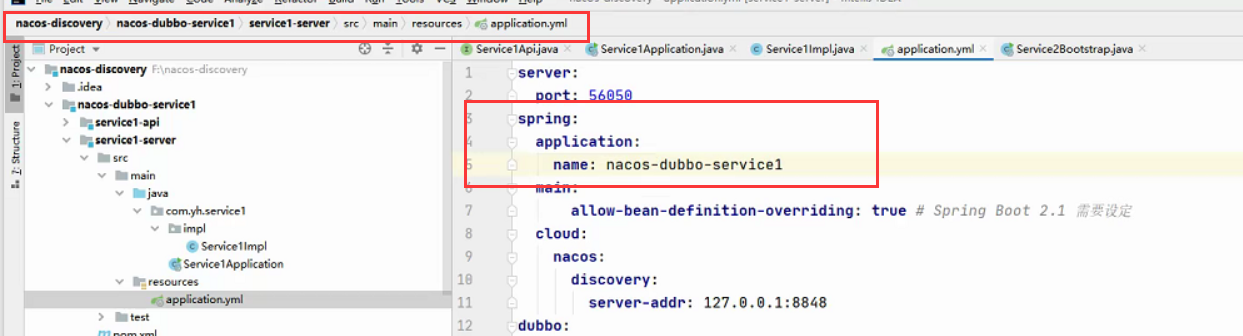 nacos-discovery nacos-dubbo-service1 service1-server src main resources application.yml
Project
Service1Api.java Service1Application.java Service1Impl.java application.yml Service2Bootstrap.java
1: Project
7: Structure
nacos-discovery F:\nacos-discovery
.idea
nacos-dubbo-service1
service1-api
service1-server
src
main
java
com.yh.service1
impl
Service1Impl
Service1Application
resources
application.yml
test
pom.xml
1 server:
2 port: 56050
3 spring:
4 application:
5 name: nacos-dubbo-service1
6 main:
7 allow-bean-definition-overriding: true # Spring Boot 2.1 需要设定
8 cloud:
9 nacos:
10 discovery:
11 server-addr: 127.0.0.1:8848
12 dubbo: